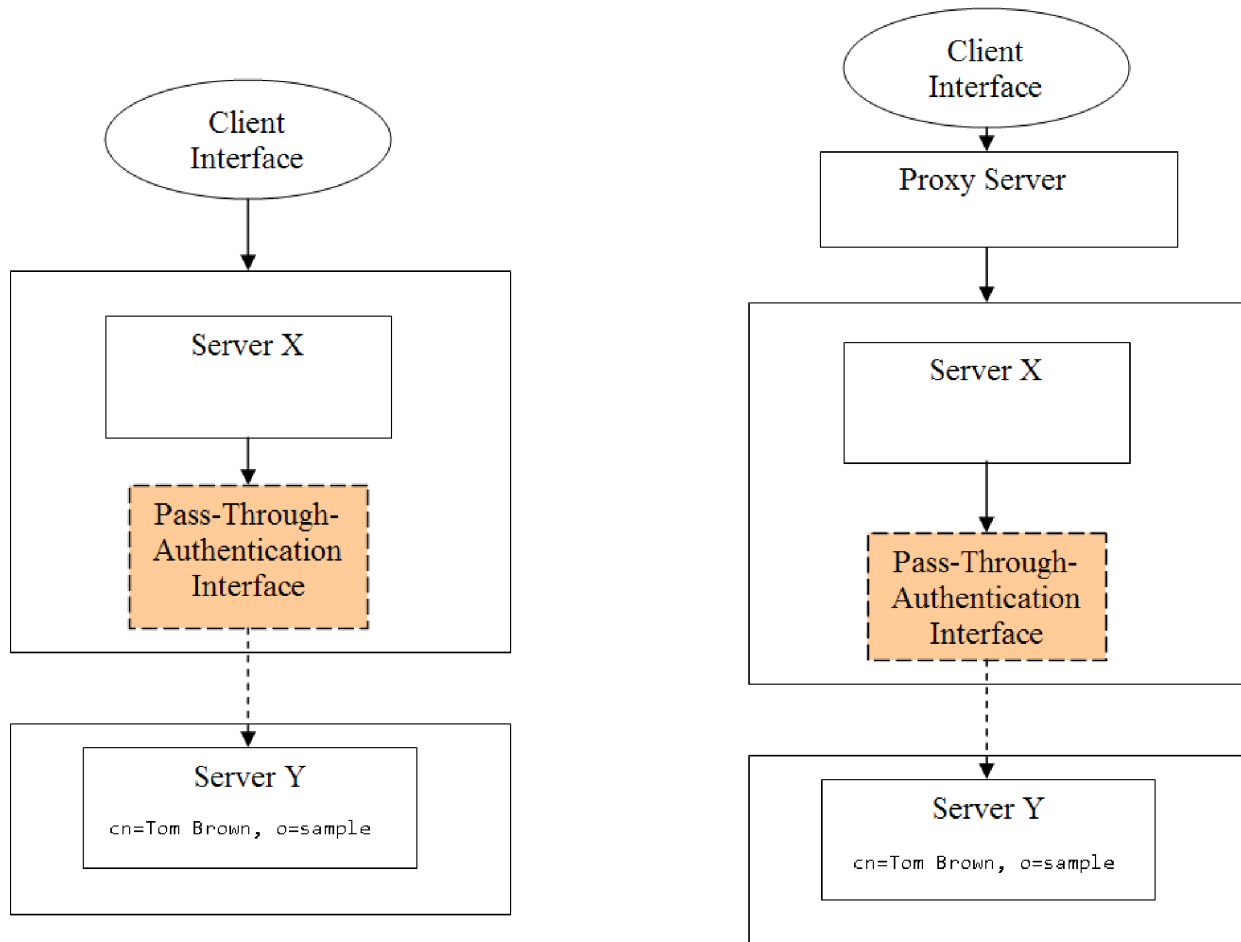 Client
Interface
Server X
Pass-Through-
Authentication
Interface
Server Y
cn=Tom Brown, o=sample
Client
Interface
Proxy Server
Server X
Pass-Through-
Authentication
Interface
Server Y
cn=Tom Brown, o=sample